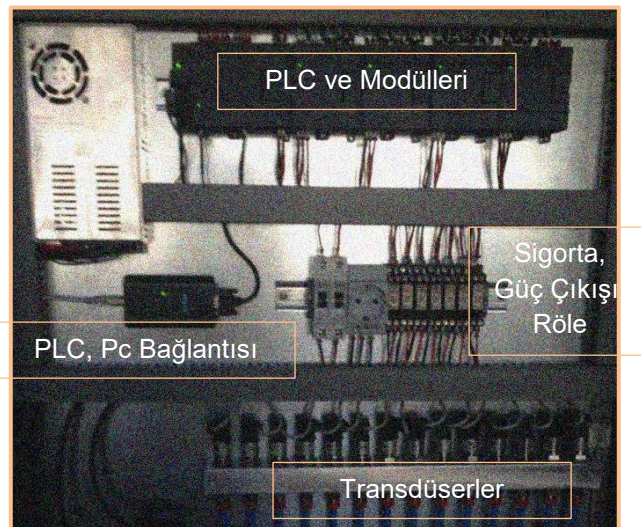 PLC ve Modülleri
Sigorta,
Güç Çıkışı
Röle
PLC, Pc Bağlantısı
Transdüserler